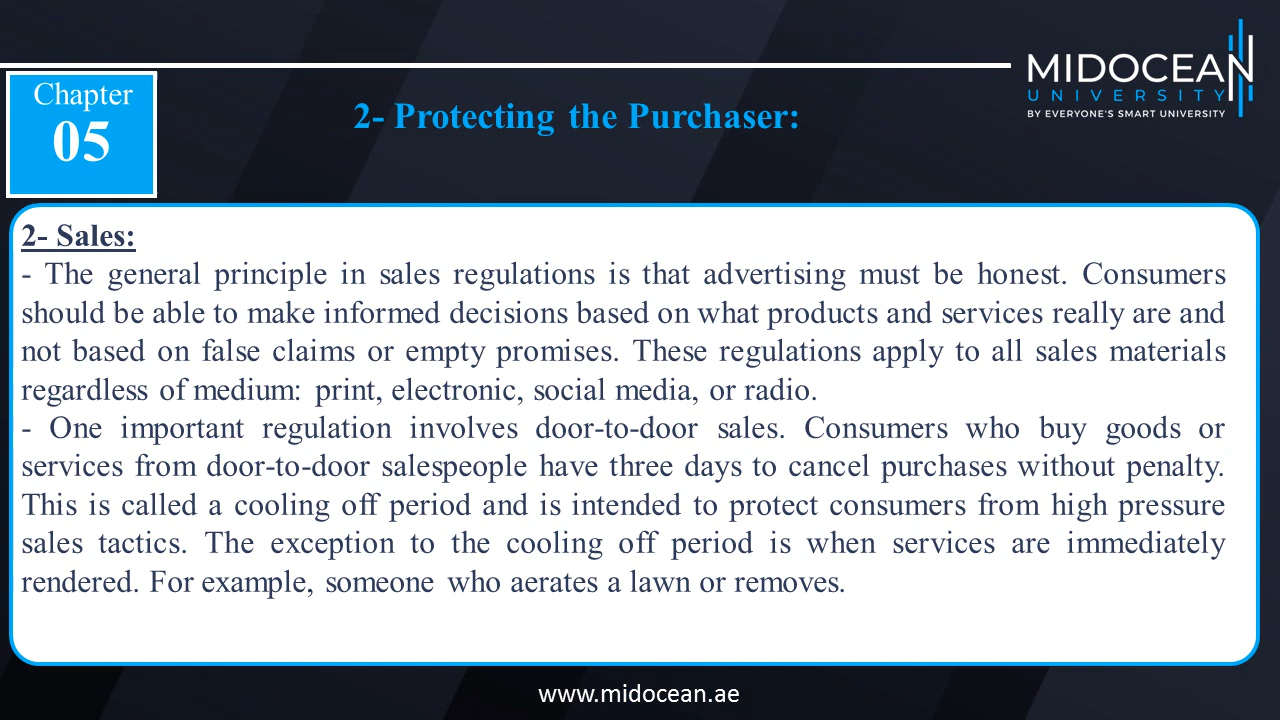 MIDOCEAN
UNIVERSITY
BY EVERYONE'S SMART UNIVERSITY
Chapter
05
2- Protecting the Purchaser:
2- Sales:
- The general principle in sales regulations is that advertising must be honest. Consumers
should be able to make informed decisions based on what products and services really are and
not based on false claims or empty promises. These regulations apply to all sales materials
regardless of medium: print, electronic, social media, or radio.
- One important regulation involves door-to-door sales. Consumers who buy goods or
services from door-to-door salespeople have three days to cancel purchases without penalty.
This is called a cooling off period and is intended to protect consumers from high pressure
sales tactics. The exception to the cooling off period is when services are immediately
rendered. For example, someone who aerates a lawn or removes.
www.midocean.ae